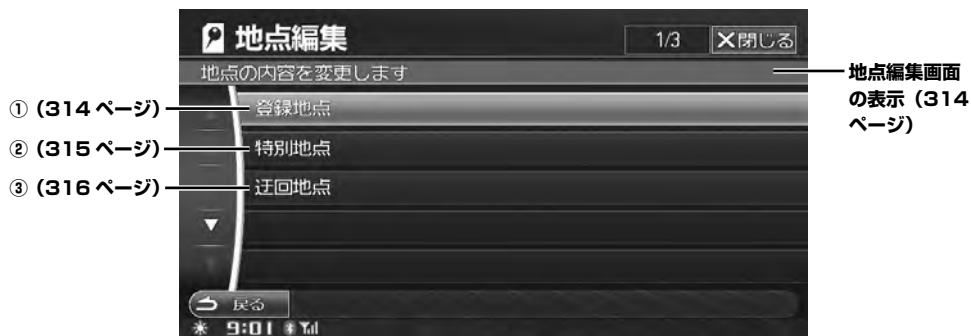 地点編集
1/3
×閉じる
地点の内容を変更します
地点編集画面
の表示（314
ページ）
①（314 ページ）
登録地点
②（315 ページ）
特別地点
③（316 ページ）
迂回地点
戻る
9:01